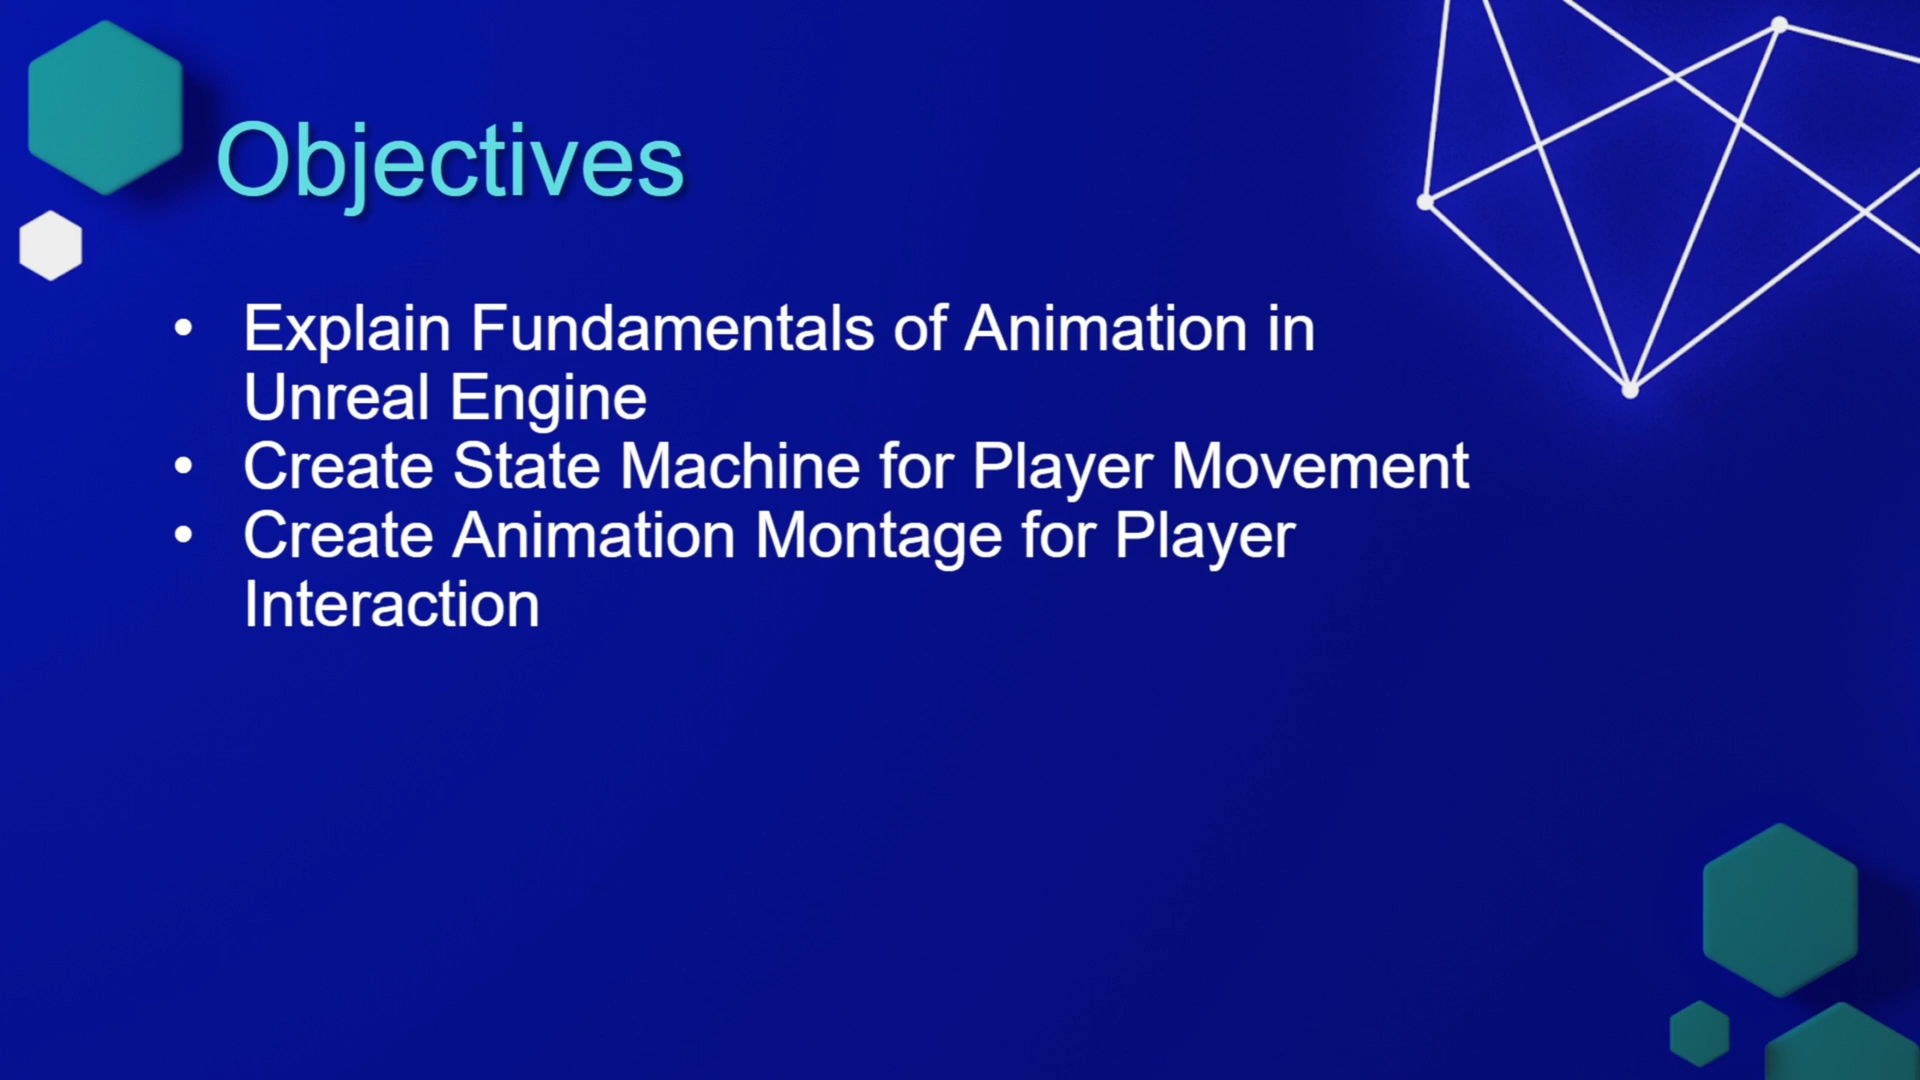 Objectives
• Explain Fundamentals of Animation in
Unreal Engine
• Create State Machine for Player Movement
• Create Animation Montage for Player
Interaction